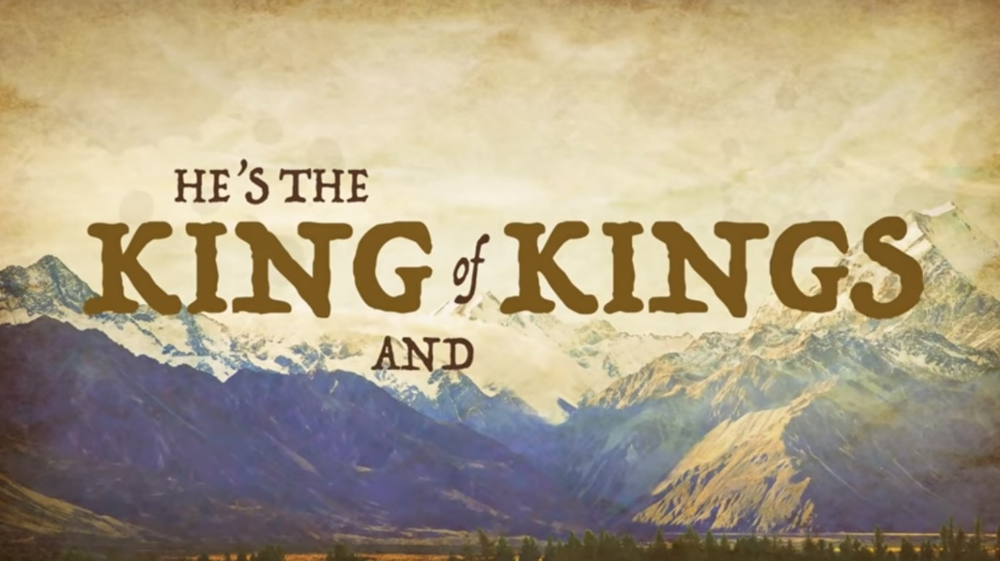 HE'S THE
KING of KINGS
AND